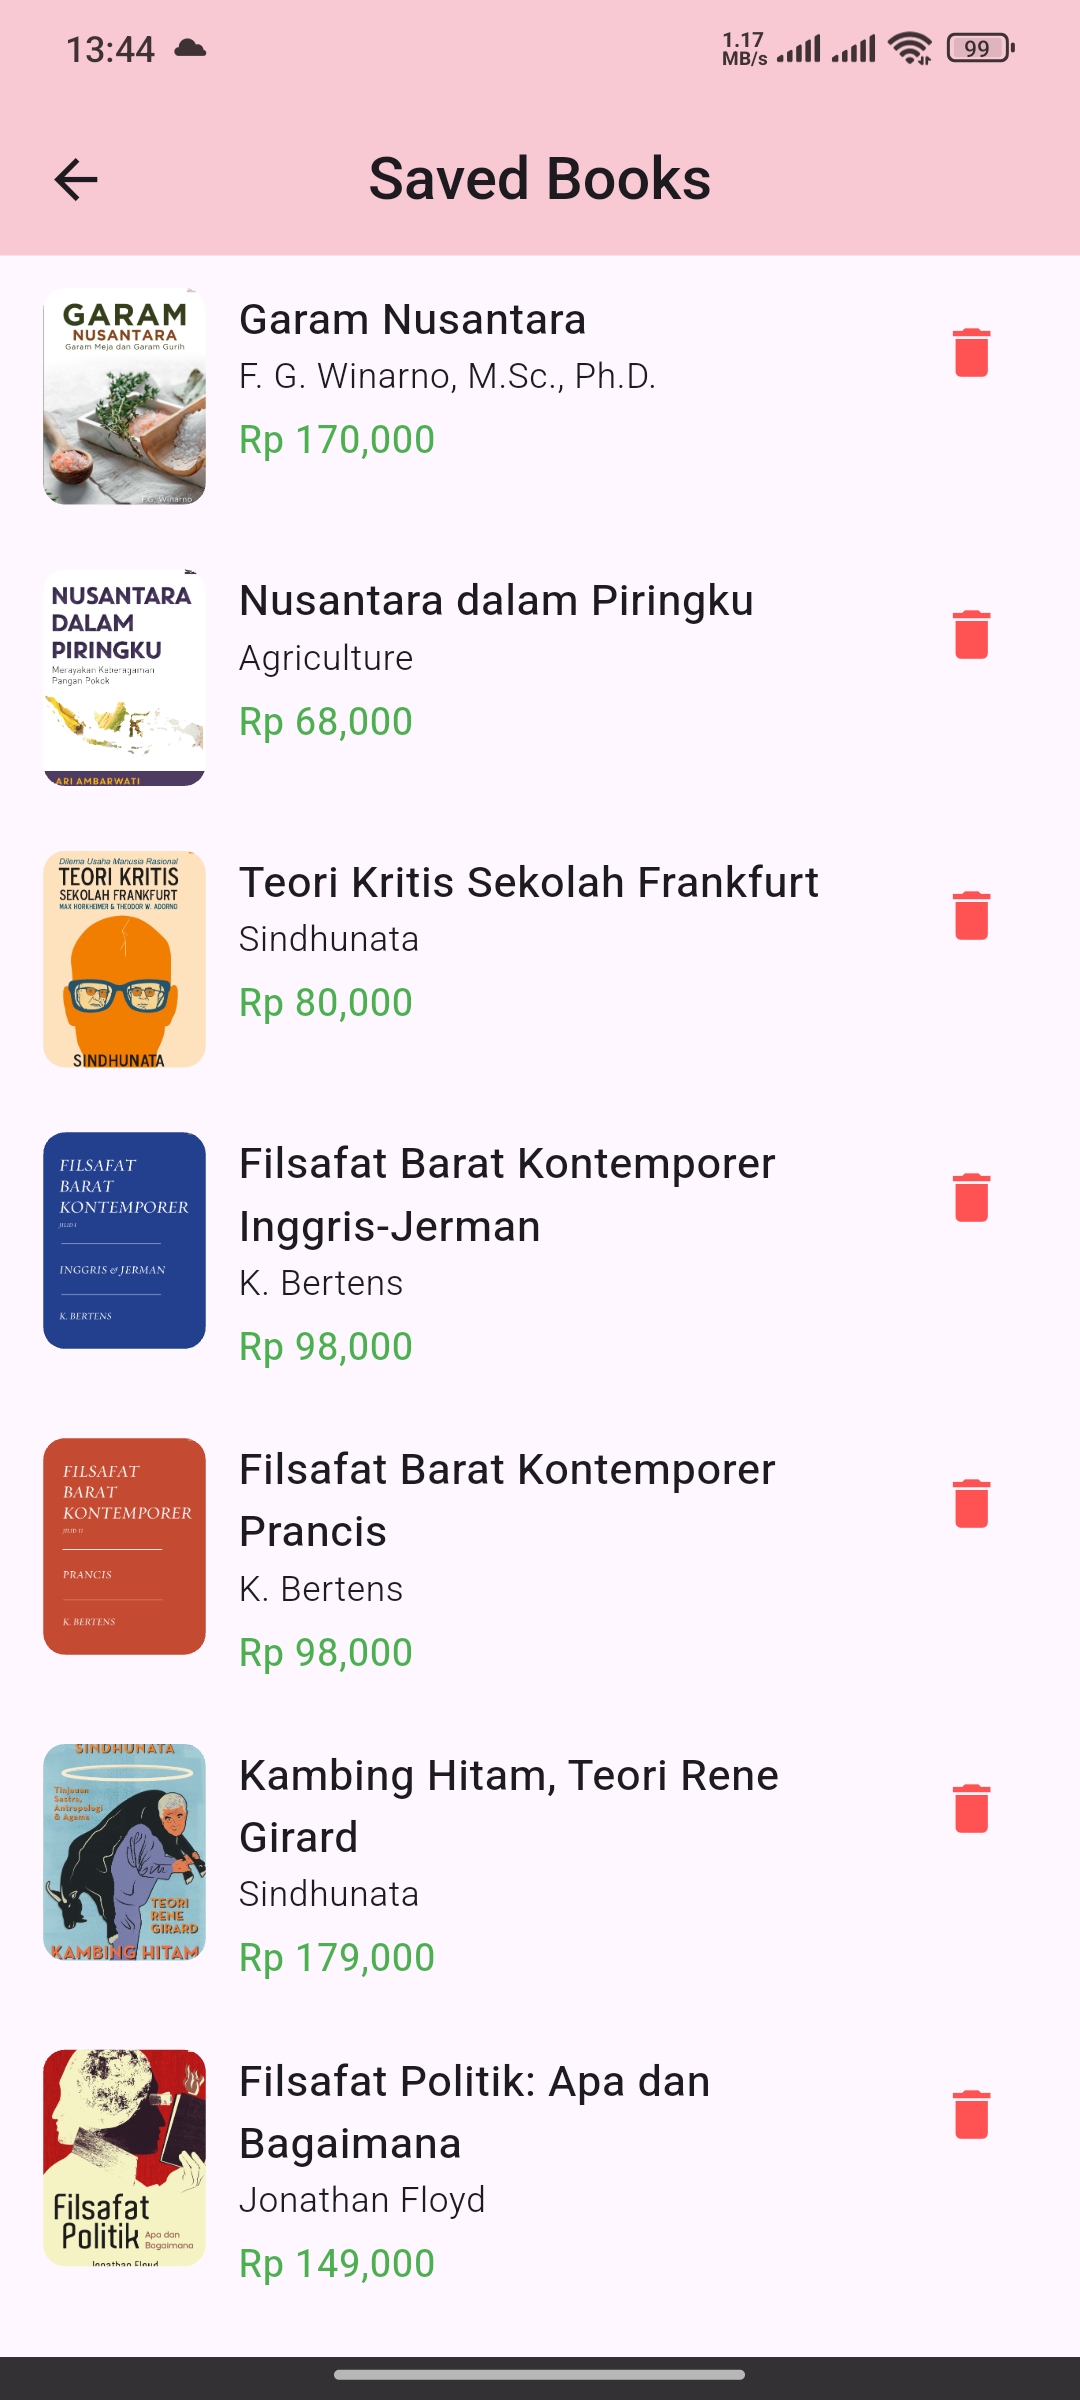 13:44
1.17
MB/s
99
Saved Books
GARAM
NUSANTARA
Garam Meja dan Garam Gurih
F.G. Winarno
Garam Nusantara
F. G. Winarno, M.Sc., Ph.D.
Rp 170,000
NUSANTARA
DALAM
PIRINGKU
Merayakan Keberagaman
Pangan Pokok
ARI AMBARWATI
Nusantara dalam Piringku
Agriculture
Rp 68,000
Dilema Usaha Manusia Rasional
TEORI KRITIS
SEKOLAH FRANKFURT
MAX HORKHEIMER & THEODOR W. ADORNO
SINDHUNATA
Teori Kritis Sekolah Frankfurt
Sindhunata
Rp 80,000
FILSAFAT
BARAT
KONTEMPORER
JILID I
INGGRIS & JERMAN
K. BERTENS
Filsafat Barat Kontemporer
Inggris-Jerman
K. Bertens
Rp 98,000
FILSAFAT
BARAT
KONTEMPORER
JILID II
PRANCIS
K. BERTENS
Filsafat Barat Kontemporer
Prancis
K. Bertens
Rp 98,000
SINDHUNATA
Tinjauan
Sastra,
Antropologi
& Agama
TEORI
RENE
GIRARD
KAMBING HITAM
Kambing Hitam, Teori Rene
Girard
Sindhunata
Rp 179,000
Filsafat
Politik
Apa dan
Bagaimana
Jonathan Floyd
Filsafat Politik: Apa dan
Bagaimana
Jonathan Floyd
Rp 149,000